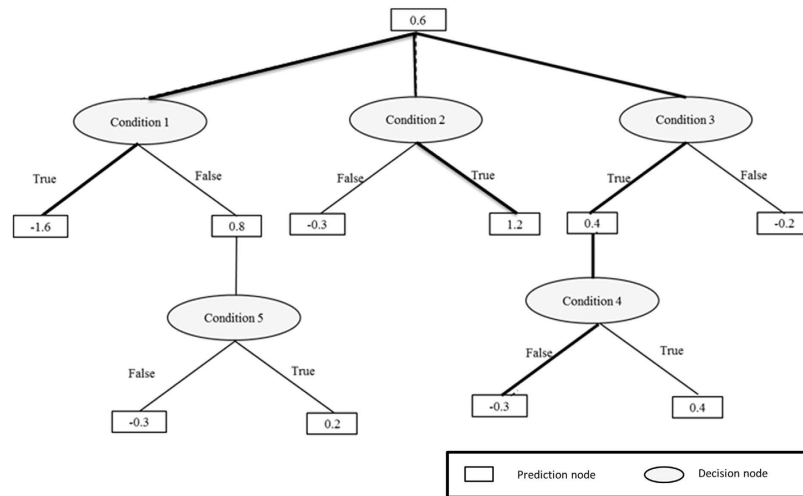 0.6
Condition 1
Condition 2
Condition 3
True
False
False
True
True
False
-1.6
0.8
-0.3
1.2
0.4
-0.2
Condition 5
Condition 4
False
True
False
True
-0.3
0.2
-0.3
0.4
Prediction node
Decision node